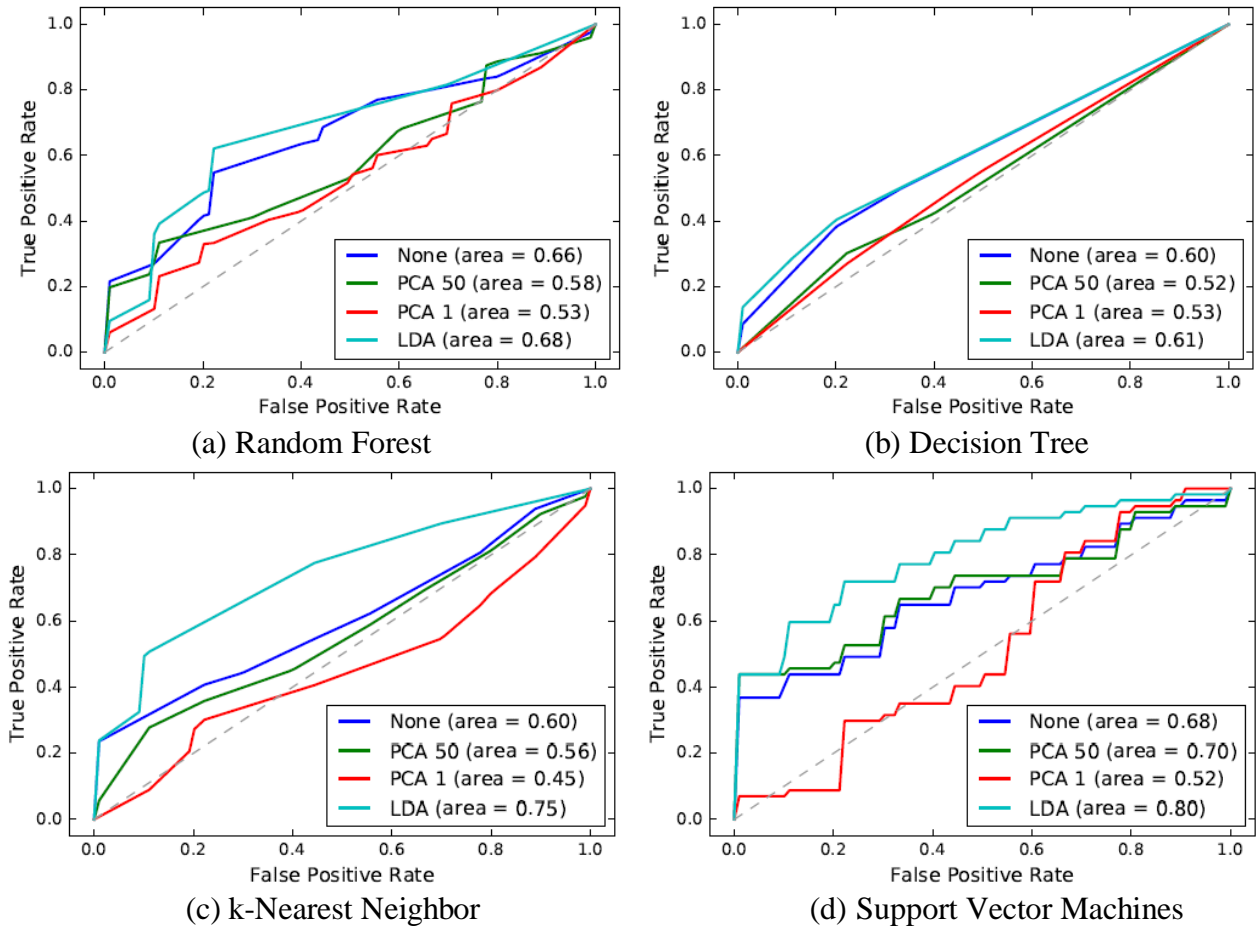 1.0
0.8
0.6
0.4
0.2
0.0
True Positive Rate
None (area = 0.66)
PCA 50 (area = 0.58)
PCA 1 (area = 0.53)
LDA (area = 0.68)
0.0 0.2 0.4 0.6 0.8 1.0
False Positive Rate
(a) Random Forest
1.0
0.8
0.6
0.4
0.2
0.0
True Positive Rate
None (area = 0.60)
PCA 50 (area = 0.52)
PCA 1 (area = 0.53)
LDA (area = 0.61)
0.0 0.2 0.4 0.6 0.8 1.0
False Positive Rate
(b) Decision Tree
1.0
0.8
0.6
0.4
0.2
0.0
True Positive Rate
None (area = 0.60)
PCA 50 (area = 0.56)
PCA 1 (area = 0.45)
LDA (area = 0.75)
0.0 0.2 0.4 0.6 0.8 1.0
False Positive Rate
(c) k-Nearest Neighbor
1.0
0.8
0.6
0.4
0.2
0.0
True Positive Rate
None (area = 0.68)
PCA 50 (area = 0.70)
PCA 1 (area = 0.52)
LDA (area = 0.80)
0.0 0.2 0.4 0.6 0.8 1.0
False Positive Rate
(d) Support Vector Machines